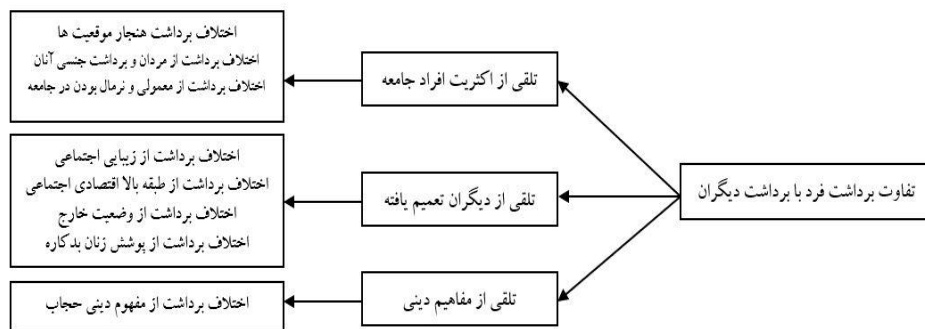 تفاوت برداشت فرد با برداشت دیگران
تلقی از اکثریت افراد جامعه
اختلاف برداشت هنجار موقعیت ها
اختلاف برداشت از مردان و برداشت جنسی آنان
اختلاف برداشت از معمولی و نرمال بودن در جامعه
تلقی از دیگران تعمیم یافته
اختلاف برداشت از زیبایی اجتماعی
اختلاف برداشت از طبقه بالا اقتصادی اجتماعی
اختلاف برداشت از وضعیت خارج
اختلاف برداشت از پوشش زنان بدکاره
تلقی از مفاهیم دینی
اختلاف برداشت از مفهوم دینی حجاب